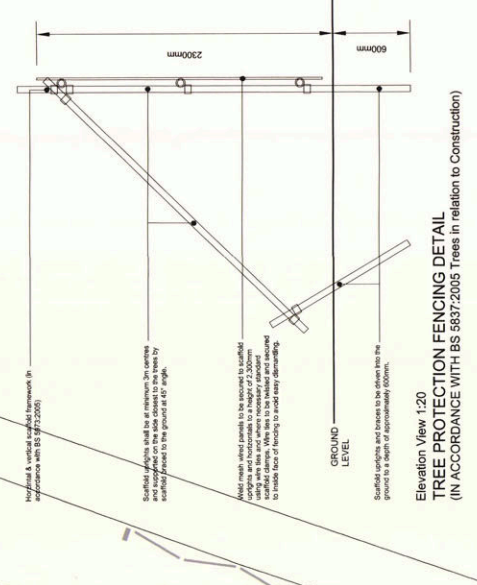 2300mm
600mm
Horizontal & vertical scaffold framework (in
accordance with BS 5873:2005)
Scaffold uprights shall be at minimum 3m centres
and supported on the side closest to the trees by
scaffold braced to the ground at 45° angle.
Weld mesh wired panels to be secured to scaffold
uprights and horizontals to a height of 2,300mm
using wire ties and where necessary standard
scaffold clamps. Wire ties to be twisted and secured
to inside face of fencing to avoid easy dismantling.
GROUND
LEVEL
Scaffold uprights and braces to be driven into the
ground to a depth of approximately 600mm.
Elevation View 1:20
TREE PROTECTION FENCING DETAIL
(IN ACCORDANCE WITH BS 5837:2005 Trees in relation to Construction)